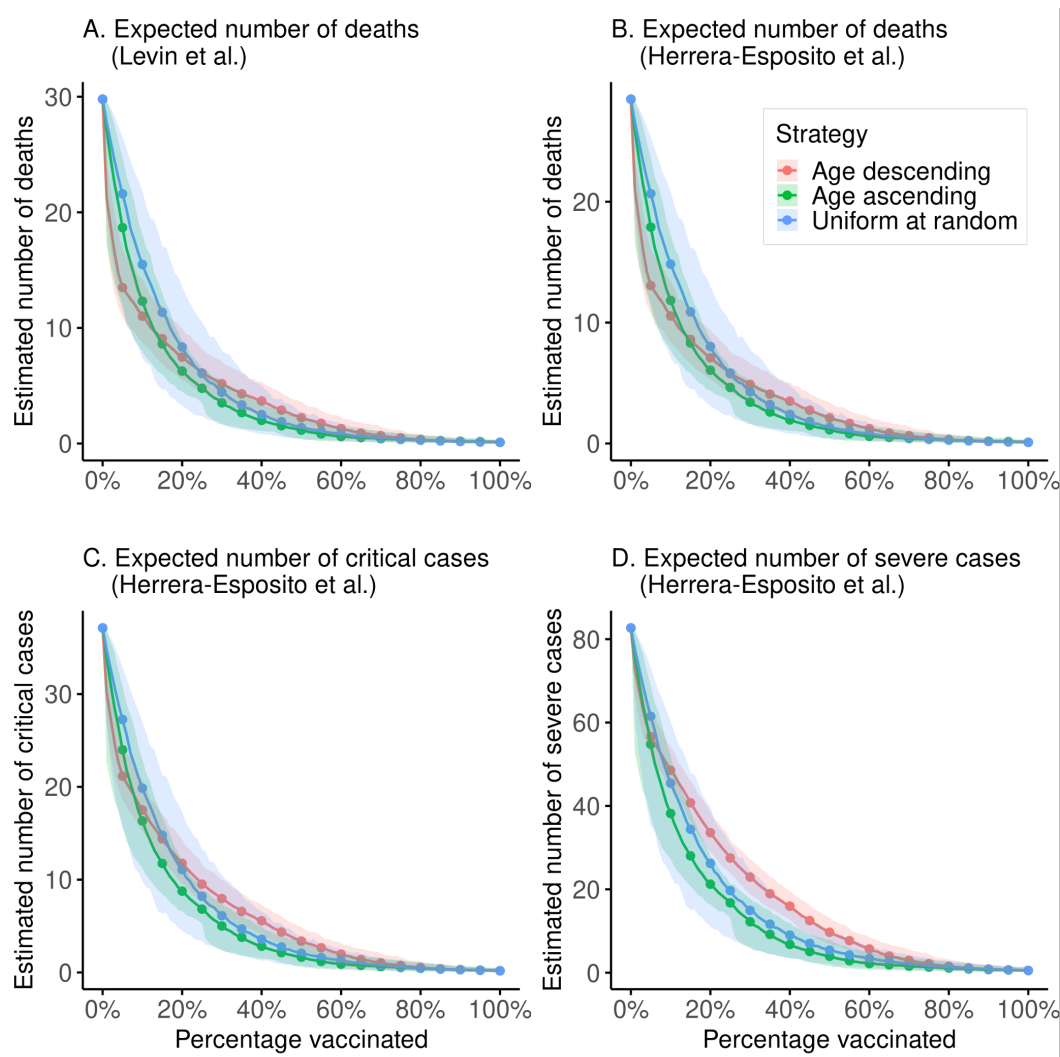 A. Expected number of deaths
(Levin et al.)
Estimated number of deaths
30
20
10
0
0% 20% 40% 60% 80% 100%
B. Expected number of deaths
(Herrera-Esposito et al.)
Estimated number of deaths
20
10
0
0% 20% 40% 60% 80% 100%
Strategy
Age descending
Age ascending
Uniform at random
C. Expected number of critical cases
(Herrera-Esposito et al.)
Estimated number of critical cases
30
20
10
0
0% 20% 40% 60% 80% 100%
Percentage vaccinated
D. Expected number of severe cases
(Herrera-Esposito et al.)
Estimated number of severe cases
80
60
40
20
0
0% 20% 40% 60% 80% 100%
Percentage vaccinated